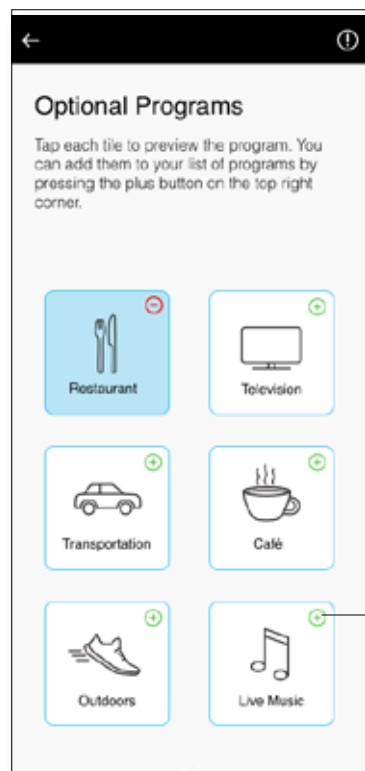 Optional Programs
Tap each tile to preview the program. You
can add them to your list of programs by
pressing the plus button on the top right
corner.
Restaurant
Television
Transportation
Café
Outdoors
Live Music